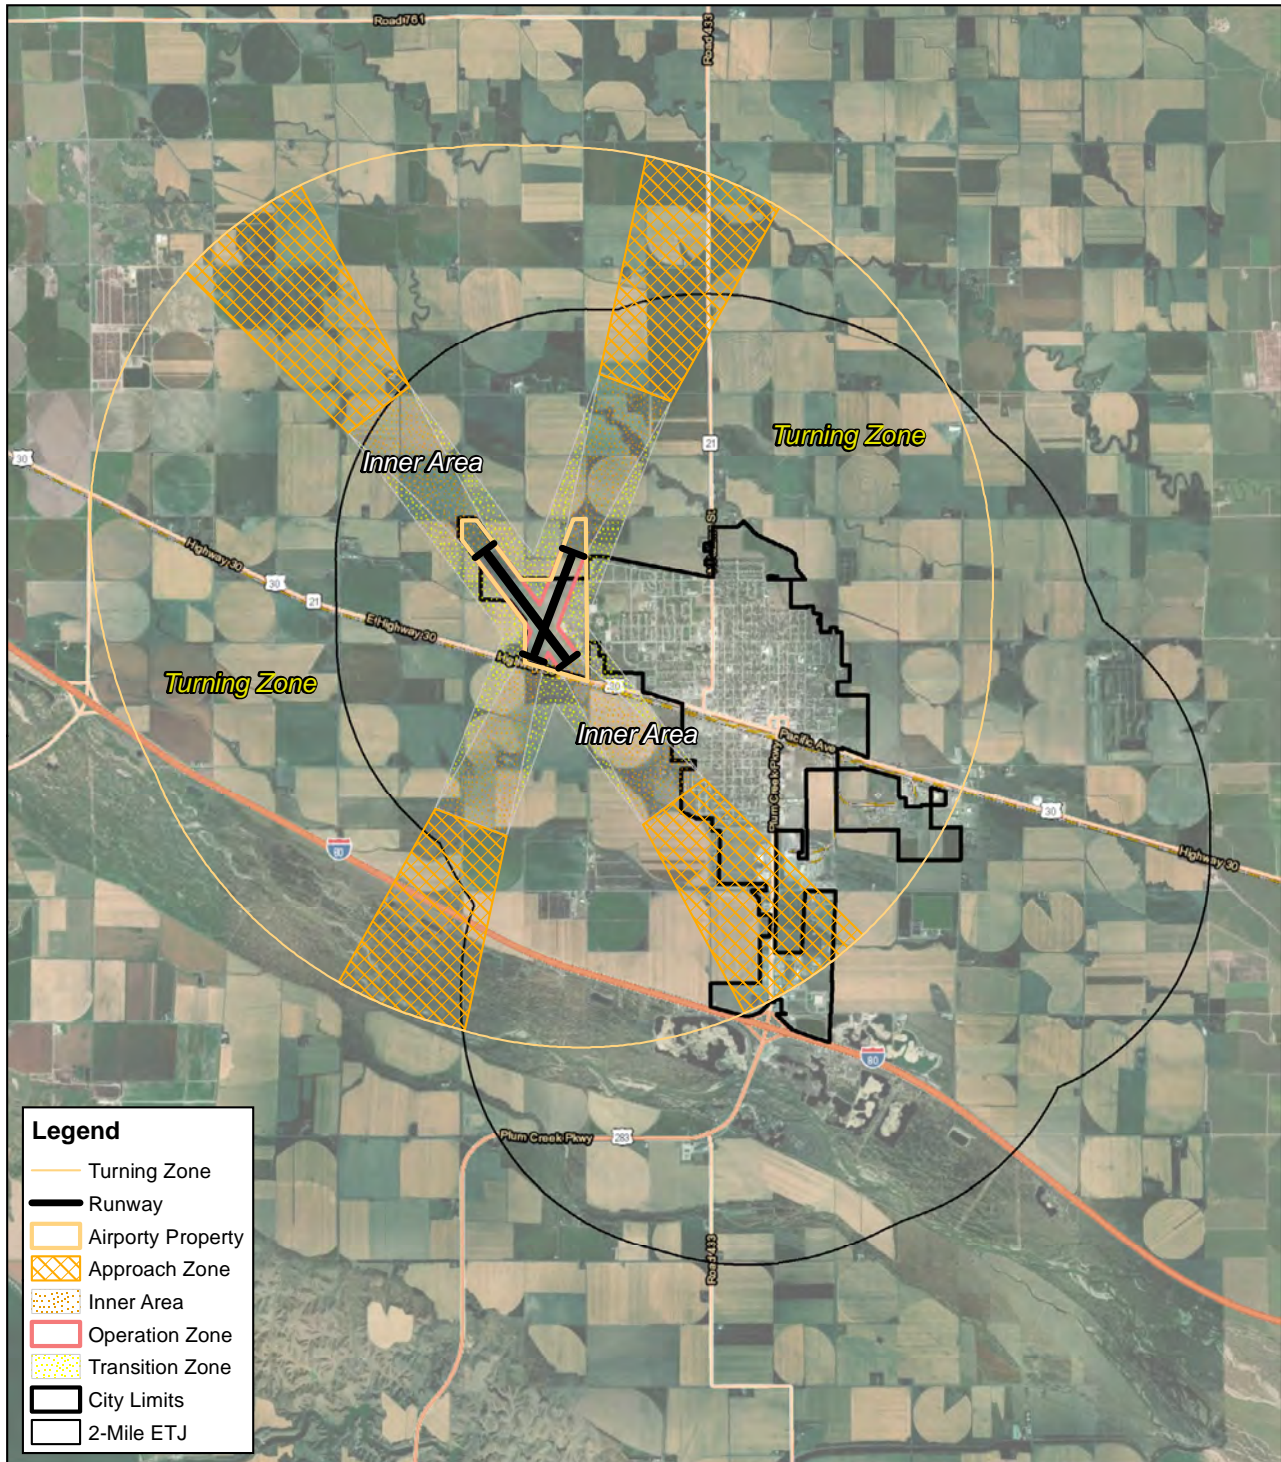 Road 761
Road 433
21
Turning Zone
Inner Area
30
St
Highway 30
30
21
Highway 30
30
Turning Zone
Inner Area
Pacific Ave
Plum Creek Pkwy
30
Highway 30
80
80
Plum Creek Pkwy
283
Road 433
Legend
Turning Zone
Runway
Airporty Property
Approach Zone
Inner Area
Operation Zone
Transition Zone
City Limits
2-Mile ETJ